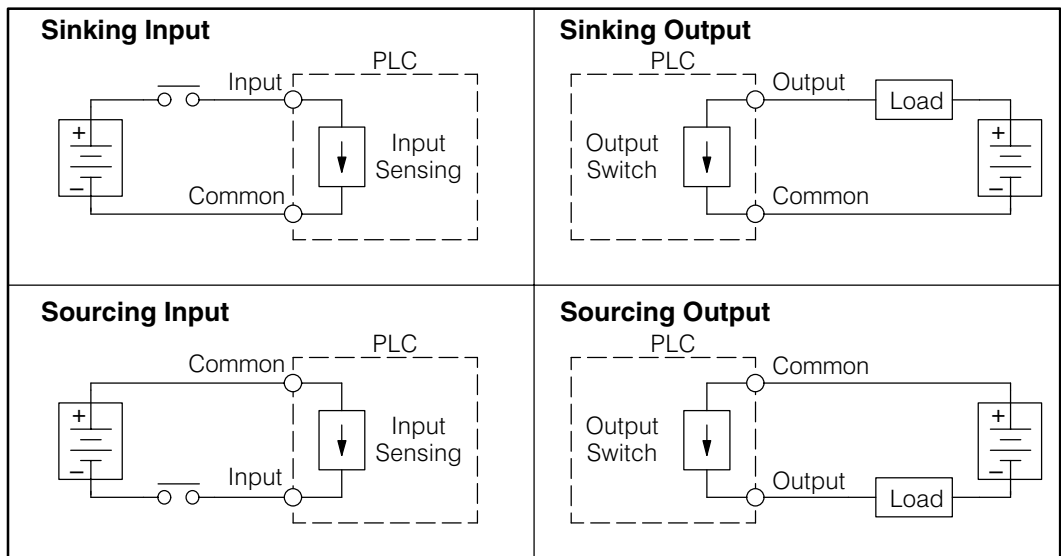 Sinking Input
PLC
Input
+
Input
Sensing
–
Common
Sinking Output
PLC
Output
Load
+
Output
Switch
–
Common
Sourcing Input
PLC
Common
+
Input
Sensing
–
Input
Sourcing Output
PLC
Common
+
Output
Switch
–
Output
Load